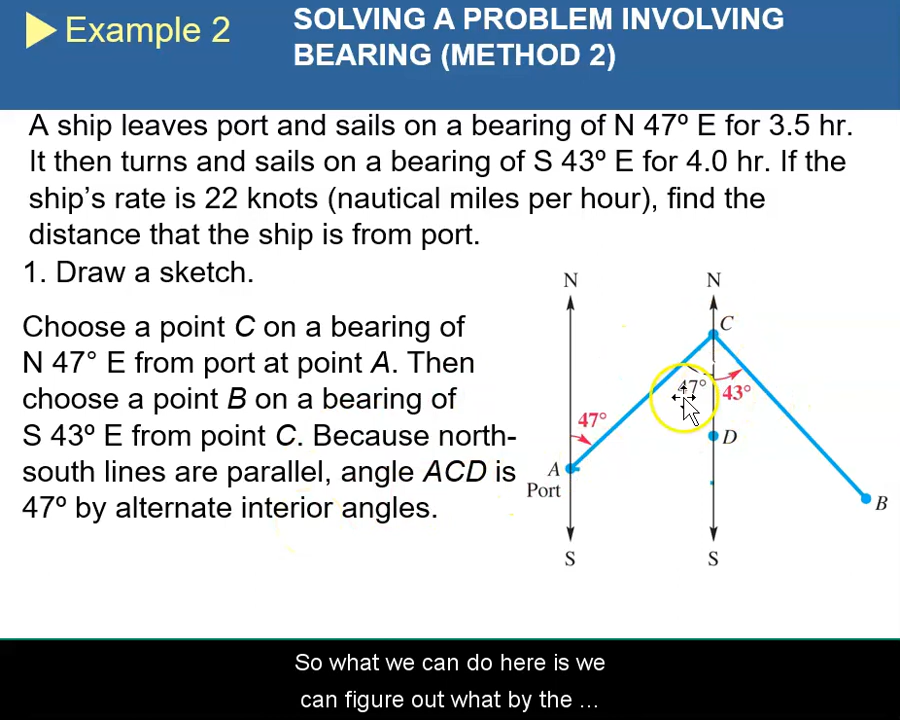 Example 2
SOLVING A PROBLEM INVOLVING
BEARING (METHOD 2)
A ship leaves port and sails on a bearing of N 47º E for 3.5 hr.
It then turns and sails on a bearing of S 43º E for 4.0 hr. If the
ship’s rate is 22 knots (nautical miles per hour), find the
distance that the ship is from port.
1. Draw a sketch.
Choose a point C on a bearing of
N 47° E from port at point A. Then
choose a point B on a bearing of
S 43º E from point C. Because north-
south lines are parallel, angle ACD is
47º by alternate interior angles.
N
N
C
47°
43°
47°
D
A
Port
B
S
S
So what we can do here is we
can figure out what by the ...